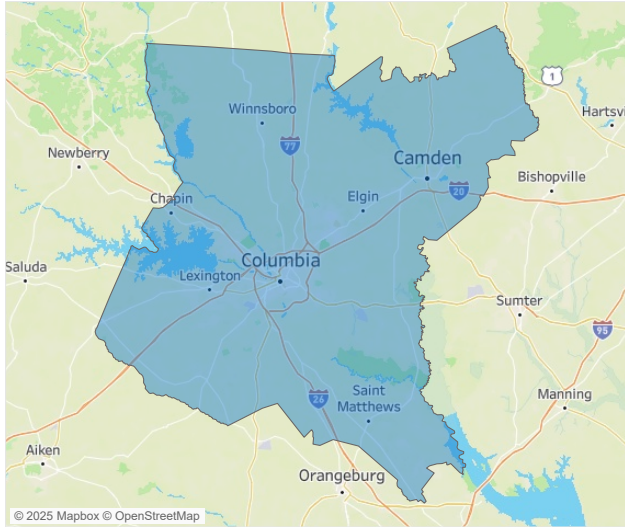 1
Hartsv
Winnsboro
77
Newberry
Camden
Bishopville
20
Chapin
Elgin
Columbia
Saluda
Lexington
Sumter
95
26
Saint
Matthews
Manning
Aiken
Orangeburg
© 2025 Mapbox © OpenStreetMap